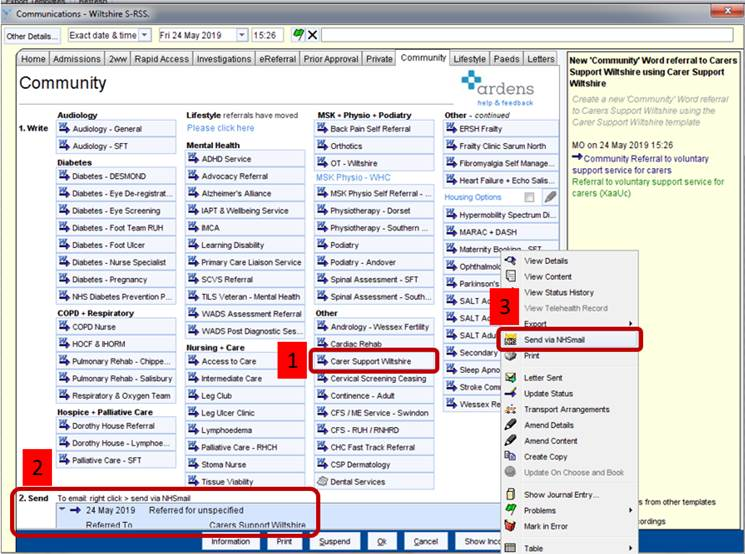 Communications - Wiltshire S-RSS.
Other Details... Exact date & time Fri 24 May 2019 15:26
Home Admissions 2ww Rapid Access Investigations eReferral Prior Approval Private Community Lifestyle Paeds Letters
Community
ardens
help & feedback
1. Write
Audiology
Audiology - General
Audiology - SFT
Diabetes
Diabetes - DESMOND
Diabetes - Eye De-registrat...
Diabetes - Eye Screening
Diabetes - Foot Team RUH
Diabetes - Foot Ulcer
Diabetes - Nurse Specialist
Diabetes - Pregnancy
NHS Diabetes Prevention P...
COPD + Respiratory
COPD Nurse
HOCF & IHORM
Pulmonary Rehab - Chippe...
Pulmonary Rehab - Salisbury
Respiratory & Oxygen Team
Hospice + Palliative Care
Dorothy House Referral
Dorothy House - Lymphoe...
Palliative Care - SFT
Lifestyle referrals have moved
Please click here
Mental Health
ADHD Service
Advocacy Referral
Alzheimer's Alliance
IAPT & Wellbeing Service
IMCA
Learning Disability
Primary Care Liaison Service
SCVS Referral
TILS Veteran - Mental Health
WADS Assessment Referral
WADS Post Diagnostic Ses...
Nursing + Care
Access to Care
Intermediate Care
Leg Club
Leg Ulcer Clinic
Lymphoedema
Palliative Care - RHCH
Stoma Nurse
Tissue Viability
MSK + Physio + Podiatry
Back Pain Self Referral
Orthotics
OT - Wiltshire
MSK Physio - WHC
MSK Physio Self Referral - ...
Physiotherapy - Dorset
Physiotherapy - Southern ...
Podiatry
Podiatry - Andover
Spinal Assessment - SFT
Spinal Assessment - South...
Other
Andrology - Wessex Fertility
Cardiac Rehab
1
Carer Support Wiltshire
Cervical Screening Ceasing
Continence - Adult
CFS / ME Service - Swindon
CFS - RUH / RNHRD
CHC Fast Track Referral
CSP Dermatology
Dental Services
Other - continued
ERSH Frailty
Frailty Clinic Sarum North
Fibromyalgia Self Manage...
Heart Failure + Echo Salis...
Housing Options
Hypermobility Spectrum Di...
MARAC + DASH
Maternity Booking - SFT
Ophthalmol
Parkinson's
SALT Ad
SALT Ad
SALT Adu
Secondary
Sleep Apno
Stroke Com
Wessex Re
3
View Details
View Content
View Status History
View Telehealth Record
Export
Send via NHSmail
Print
Letter Sent
Update Status
Transport Arrangements
Amend Details
Amend Content
Create Copy
Update On Choose and Book
Show Journal Entry...
Problems
Mark in Error
Table
New 'Community' Word referral to Carers
Support Wiltshire using Carer Support
Wiltshire
Create a new 'Community' Word referral
to Carers Support Wiltshire using the
Carer Support Wiltshire template
MO on 24 May 2019 15:26
Community Referral to voluntary
support service for carers
Referral to voluntary support service for
carers (XaaUc)
s from other templates
ordings
2
2. Send
To email: right click > send via NHSmail
24 May 2019 Referred for unspecified
Referred To Carers Support Wiltshire
Information Print Suspend Ok Cancel Show Inco